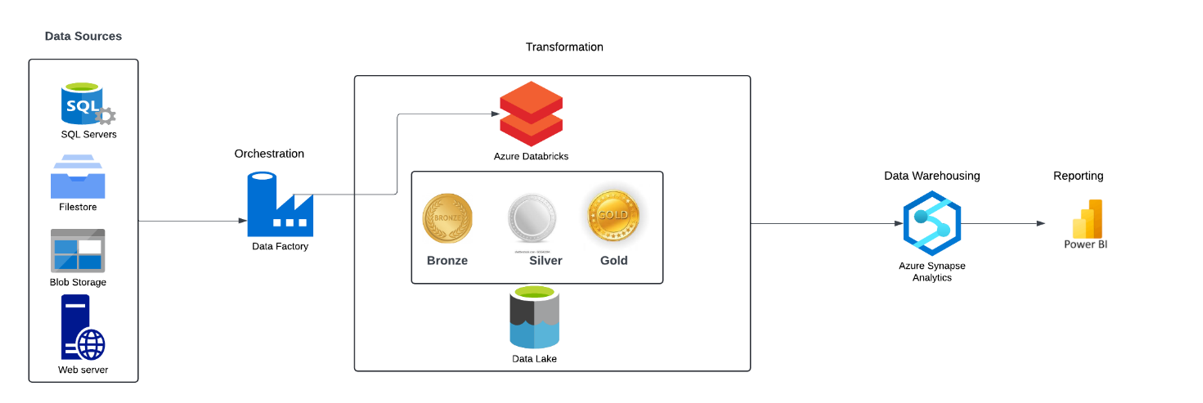 Data Sources
SQL
SQL Servers
Filestore
Blob Storage
Web server
Orchestration
Data Factory
Transformation
Azure Databricks
BRONZE
GOLD
Bronze
Silver
Gold
Data Lake
Data Warehousing
Azure Synapse
Analytics
Reporting
Power BI